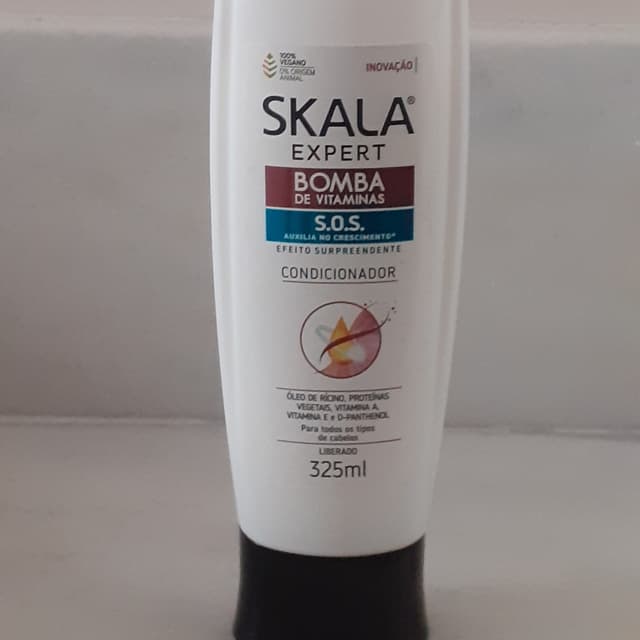 100%
VEGANO
0% ORIGEM
ANIMAL
INOVAÇÃO
SKALA®
EXPERT
BOMBA
DE VITAMINAS
S.O.S.
AUXILIA NO CRESCIMENTO*
EFEITO SURPREENDENTE
CONDICIONADOR
ÓLEO DE RÍCINO, PROTEÍNAS
VEGETAIS, VITAMINA A,
VITAMINA E e D-PANTHENOL
Para todos os tipos
de cabelos
LIBERADO
325ml